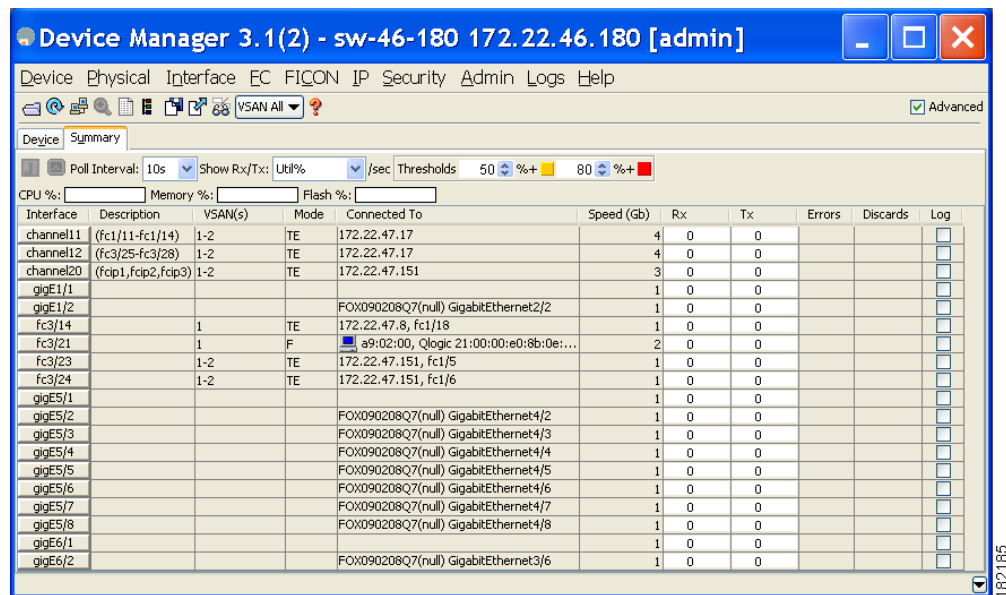 Device Manager 3.1(2) - sw-46-180 172.22.46.180 [admin]
Device Physical Interface FC FICON IP Security Admin Logs Help
VSAN All Advanced
Device Summary
Poll Interval: 10s Show Rx/Tx: Util% /sec Thresholds 50 %+ 80 %+
CPU %: Memory %: Flash %:
Interface Description VSAN(s) Mode Connected To Speed (Gb) Rx Tx Errors Discards Log
channel11 (fc1/11-fc1/14) 1-2 TE 172.22.47.17 4 0 0
channel12 (fc3/25-fc3/28) 1-2 TE 172.22.47.17 4 0 0
channel20 (fcip1,fcip2,fcip3) 1-2 TE 172.22.47.151 3 0 0
gigE1/1 1 0 0
gigE1/2 FOX090208Q7(null) GigabitEthernet2/2 1 0 0
fc3/14 1 TE 172.22.47.8, fc1/18 1 0 0
fc3/21 1 F a9:02:00, Qlogic 21:00:00:e0:8b:0e:... 2 0 0
fc3/23 1-2 TE 172.22.47.151, fc1/5 1 0 0
fc3/24 1-2 TE 172.22.47.151, fc1/6 1 0 0
gigE5/1 1 0 0
gigE5/2 FOX090208Q7(null) GigabitEthernet4/2 1 0 0
gigE5/3 FOX090208Q7(null) GigabitEthernet4/3 1 0 0
gigE5/4 FOX090208Q7(null) GigabitEthernet4/4 1 0 0
gigE5/5 FOX090208Q7(null) GigabitEthernet4/5 1 0 0
gigE5/6 FOX090208Q7(null) GigabitEthernet4/6 1 0 0
gigE5/7 FOX090208Q7(null) GigabitEthernet4/7 1 0 0
gigE5/8 FOX090208Q7(null) GigabitEthernet4/8 1 0 0
gigE6/1 1 0 0
gigE6/2 FOX090208Q7(null) GigabitEthernet3/6 1 0 0
182185